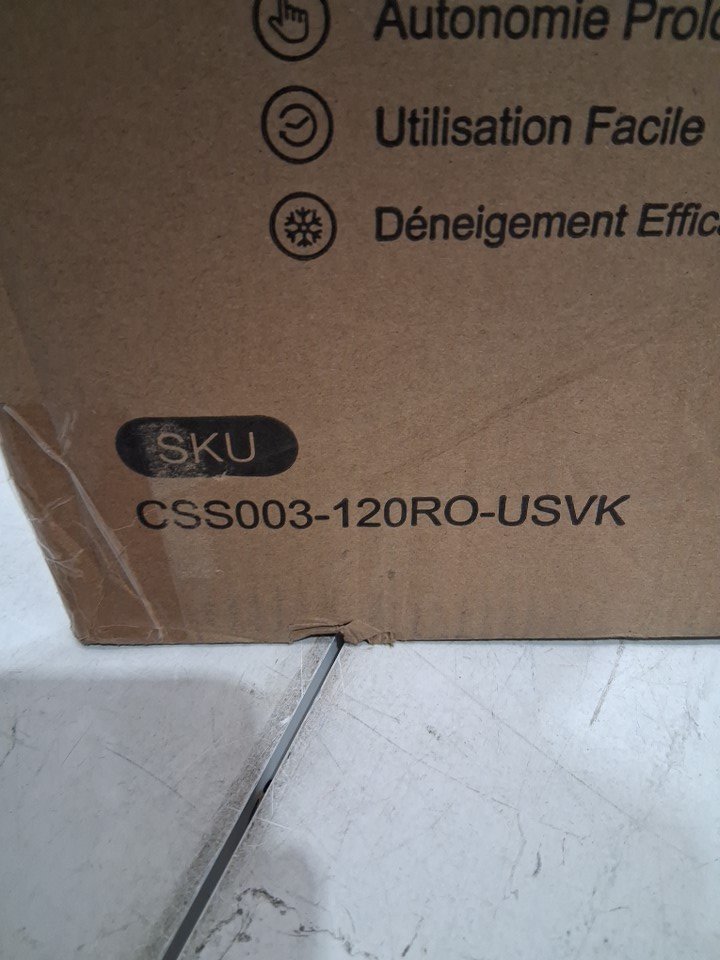 Autonomie
Utilisation Facile
Déneigement
SKU
CSS003-120RO-USVK